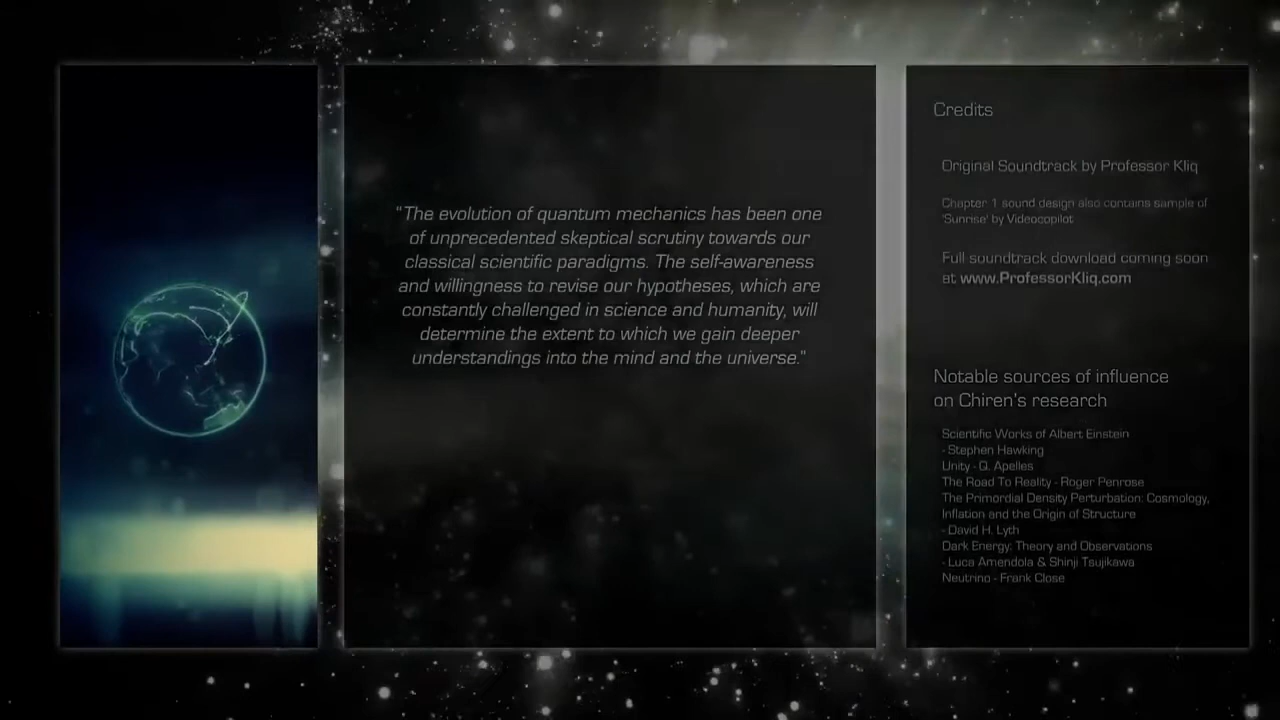 "The evolution of quantum mechanics has been one
of unprecedented skeptical scrutiny towards our
classical scientific paradigms. The self-awareness
and willingness to revise our hypotheses, which are
constantly challenged in science and humanity, will
determine the extent to which we gain deeper
understandings into the mind and the universe."
Credits
Original Soundtrack by Professor Kliq
Chapter 1 sound design also contains sample of
'Sunrise' by Videocopilot
Full soundtrack download coming soon
at www.ProfessorKliq.com
Notable sources of influence
on Chiren's research
Scientific Works of Albert Einstein
- Stephen Hawking
Unity - Q. Apelles
The Road To Reality - Roger Penrose
The Primordial Density Perturbation: Cosmology,
Inflation and the Origin of Structure
- David H. Lyth
Dark Energy: Theory and Observations
- Luca Amendola & Shinji Tsujikawa
Neutrino - Frank Close